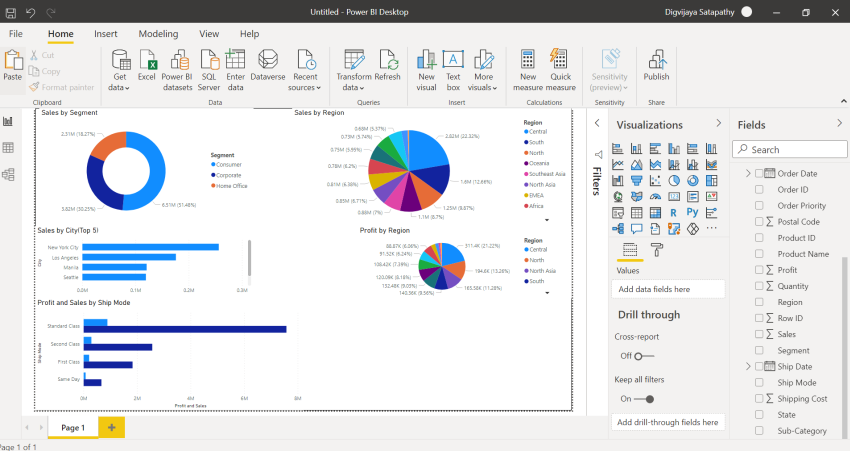 Untitled - Power BI Desktop
Digvijaya Satapathy
File Home Insert Modeling View Help
Paste
Cut
Copy
Format painter
Get data
Excel
Power BI datasets
SQL Server
Enter data
Dataverse
Recent sources
Transform data
Refresh
New visual
Text box
More visuals
New measure
Quick measure
Sensitivity (preview)
Publish
Clipboard Data Queries Insert Calculations Sensitivity Share
Sales by Segment
2.31M (18.27%)
3.82M (30.25%)
6.51M (51.48%)
Segment
Consumer
Corporate
Home Office
Sales by Region
0.68M (5.37%)
0.73M (5.74%)
0.75M (5.95%)
0.78M (6.2%)
0.81M (6.38%)
0.85M (6.71%)
0.88M (7%)
1.1M (8.7%)
1.25M (9.87%)
1.6M (12.66%)
2.82M (22.32%)
Region
Central
South
North
Oceania
Southeast Asia
North Asia
EMEA
Africa
Sales by City(Top 5)
City
New York City
Los Angeles
Manila
Seattle
0.0M 0.1M 0.2M 0.3M
Profit by Region
88.87K (6.06%)
91.52K (6.24%)
108.42K (7.39%)
120.09K (8.18%)
132.48K (9.03%)
140.36K (9.56%)
165.58K (11.28%)
194.6K (13.26%)
311.4K (21.22%)
Region
Central
North
North Asia
South
Profit and Sales by Ship Mode
Ship Mode
Standard Class
Second Class
First Class
Same Day
0M 2M 4M 6M 8M
Profit and Sales
Filters
Visualizations
R Py
Values
Add data fields here
Drill through
Cross-report
Off
Keep all filters
On
Add drill-through fields here
Fields
Search
Order Date
Order ID
Order Priority
Postal Code
Product ID
Product Name
Profit
Quantity
Region
Row ID
Sales
Segment
Ship Date
Ship Mode
Shipping Cost
State
Sub-Category
Page 1
Page 1 of 1